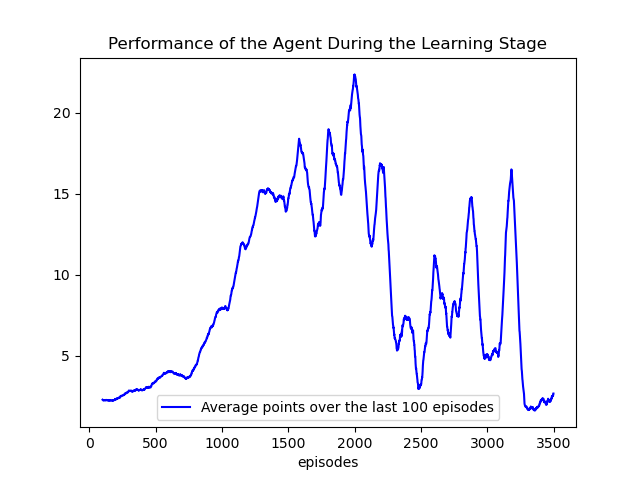 Performance of the Agent During the Learning Stage
20
15
10
5
Average points over the last 100 episodes
0 500 1000 1500 2000 2500 3000 3500
episodes